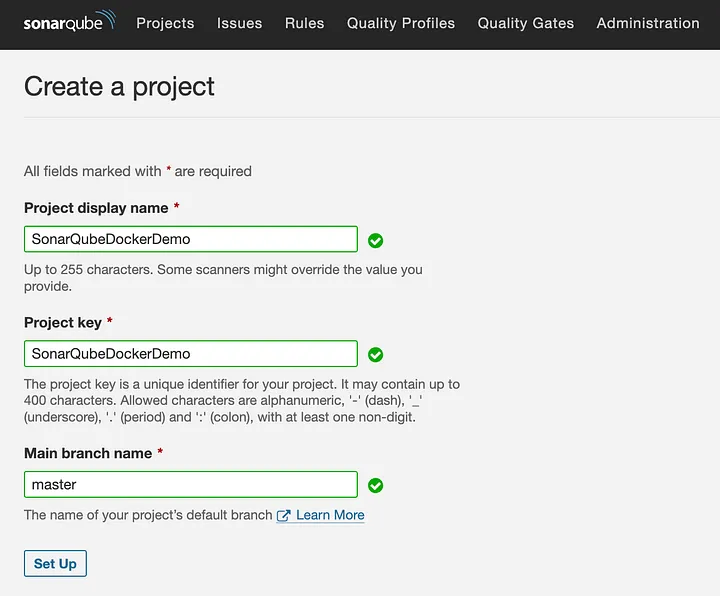 sonarqube Projects Issues Rules Quality Profiles Quality Gates Administration
Create a project
All fields marked with * are required
Project display name *
SonarQubeDockerDemo
Up to 255 characters. Some scanners might override the value you
provide.
Project key *
SonarQubeDockerDemo
The project key is a unique identifier for your project. It may contain up to
400 characters. Allowed characters are alphanumeric, '-' (dash), '_'
(underscore), '.' (period) and ':' (colon), with at least one non-digit.
Main branch name *
master
The name of your project's default branch Learn More
Set Up